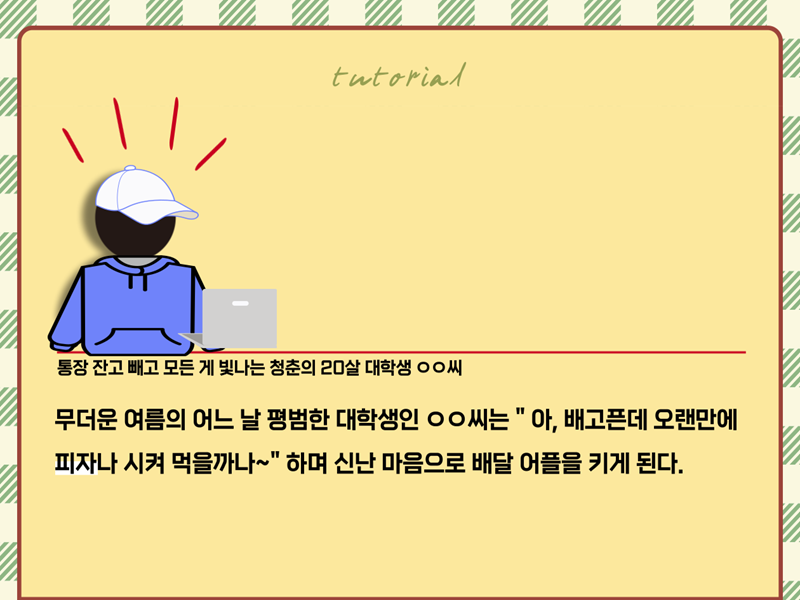 tutorial
통장 잔고 빼고 모든 게 빛나는 청춘의 20살 대학생 ㅇㅇ씨
무더운 여름의 어느 날 평범한 대학생인 ㅇㅇ씨는 " 아, 배고픈데 오랜만에
피자나 시켜 먹을까나~" 하며 신난 마음으로 배달 어플을 키게 된다.